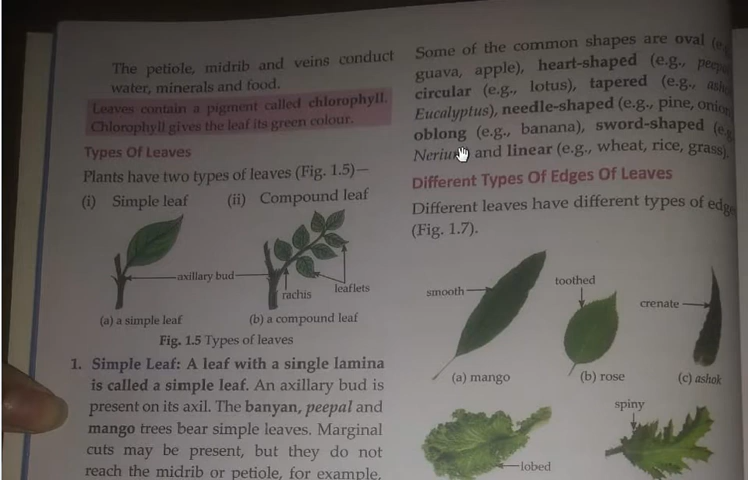 The petiole, midrib and veins conduct
water, minerals and food.
Leaves contain a pigment called chlorophyll.
Chlorophyll gives the leaf its green colour.
Types Of Leaves
Plants have two types of leaves (Fig. 1.5)—
(i) Simple leaf (ii) Compound leaf
axillary bud
rachis
leaflets
(a) a simple leaf (b) a compound leaf
Fig. 1.5 Types of leaves
1. Simple Leaf: A leaf with a single lamina
is called a simple leaf. An axillary bud is
present on its axil. The banyan, peepal and
mango trees bear simple leaves. Marginal
cuts may be present, but they do not
reach the midrib or petiole, for example,
Some of the common shapes are oval
guava, apple), heart-shaped (e.g.,
circular (e.g., lotus), tapered (e.g.,
Eucalyptus), needle-shaped (e.g., pine,
oblong (e.g., banana), sword-shaped
and linear (e.g., wheat, rice, grass).
Different Types Of Edges Of Leaves
Different leaves have different types of
(Fig. 1.7).
smooth
toothed
crenate
(a) mango (b) rose (c) ashok
lobed
spiny